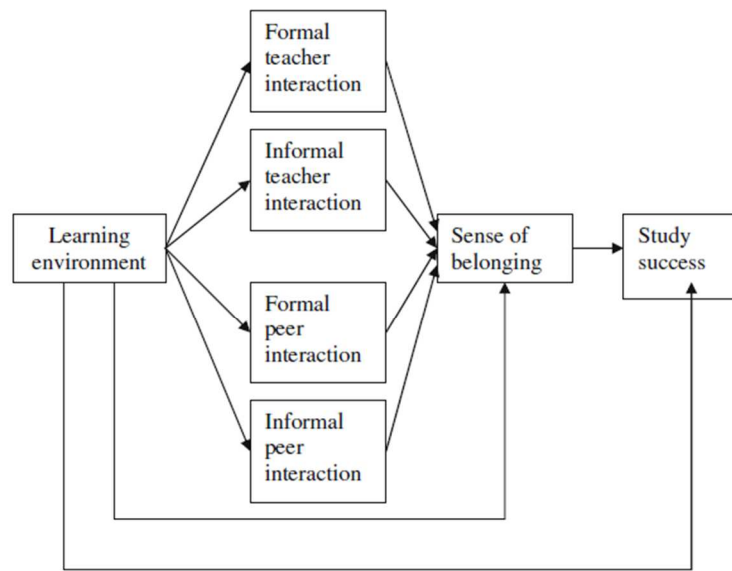 Formal
teacher
interaction
Informal
teacher
interaction
Learning
environment
Sense of
belonging
Study
success
Formal
peer
interaction
Informal
peer
interaction